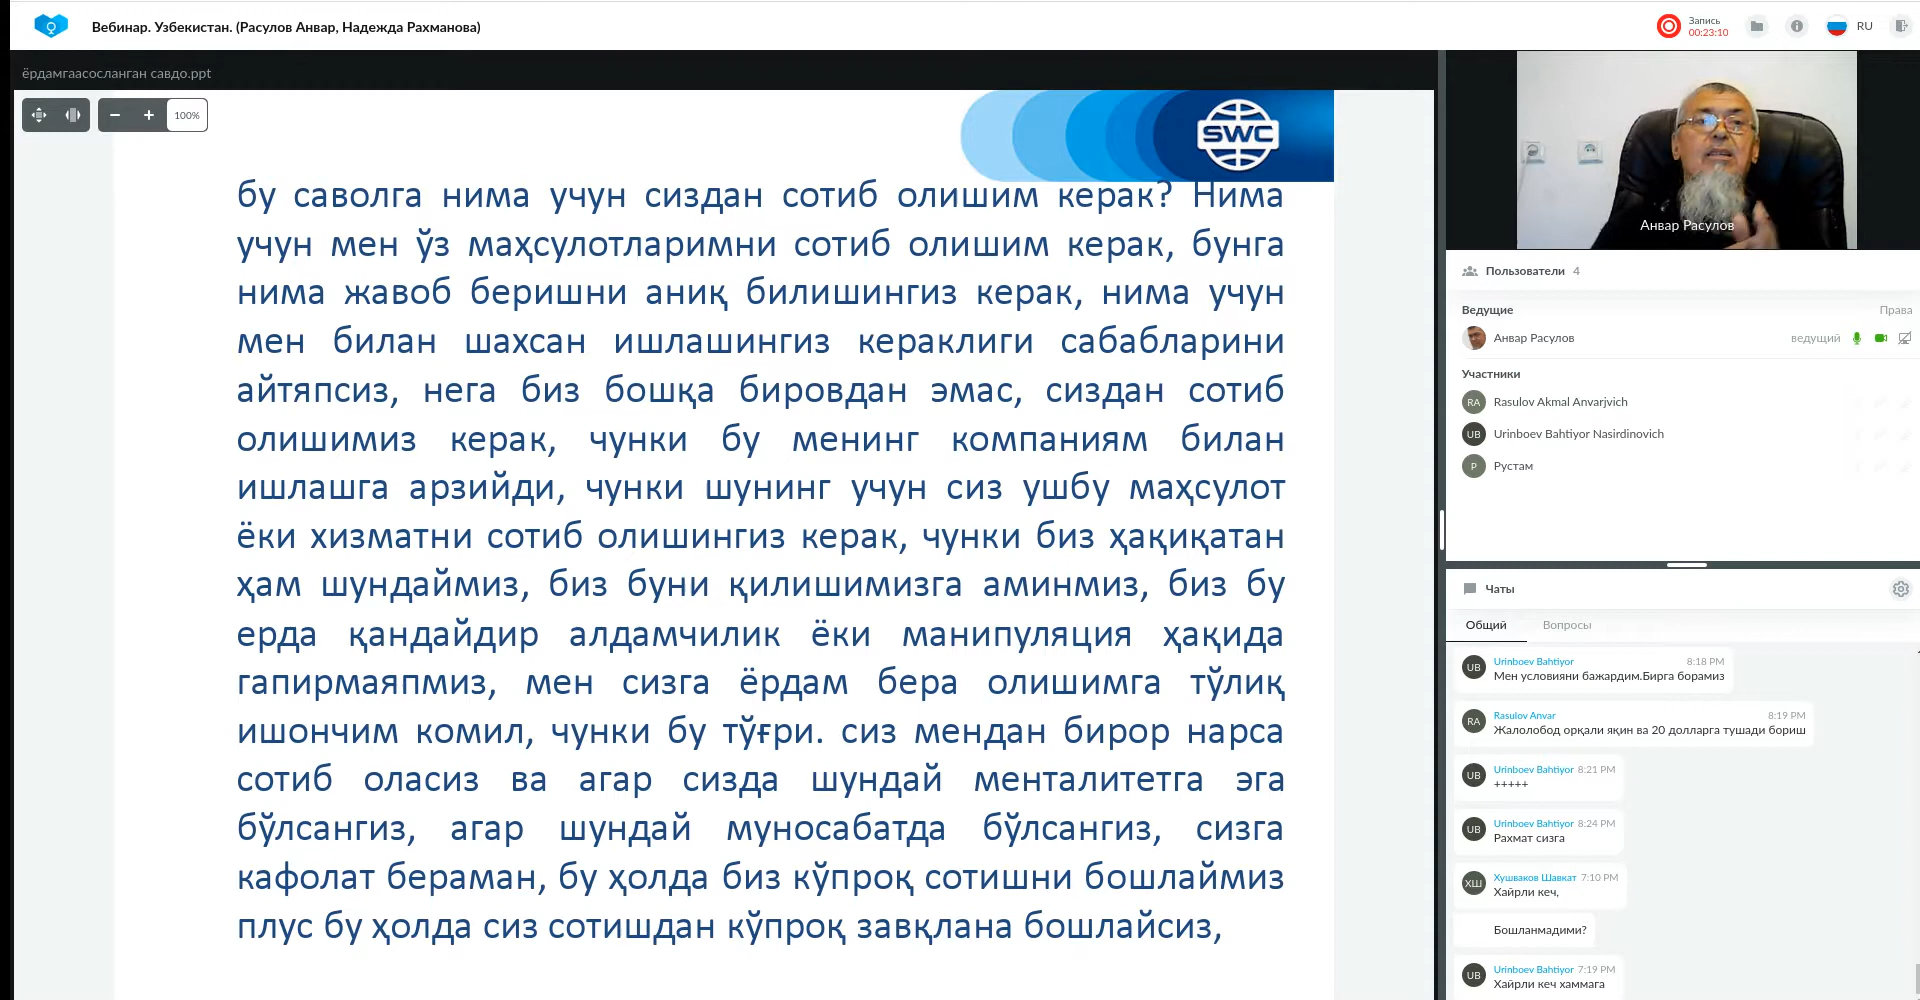 Вебинар. Узбекистан. (Расулов Анвар, Надежда Рахманова)
Запись
00:23:10
RU
ёрдамгаасосланган савдо.ppt
100%
SWC
бу саволга нима учун сиздан сотиб олишим керак? Нима
учун мен ўз маҳсулотларимни сотиб олишим керак, бунга
нима жавоб беришни аниқ билишингиз керак, нима учун
мен билан шахсан ишлашингиз кераклиги сабабларини
айтяпсиз, нега биз бошқа бировдан эмас, сиздан сотиб
олишимиз керак, чунки бу менинг компаниям билан
ишлашга арзийди, чунки шунинг учун сиз ушбу маҳсулот
ёки хизматни сотиб олишингиз керак, чунки биз ҳақиқатан
ҳам шундаймиз, биз буни қилишимизга аминмиз, биз бу
ерда қандайдир алдамчилик ёки манипуляция ҳақида
гапирмаяпмиз, мен сизга ёрдам бера олишимга тўлиқ
ишончим комил, чунки бу тўғри. сиз мендан бирор нарса
сотиб оласиз ва агар сизда шундай менталитетга эга
бўлсангиз, агар шундай муносабатда бўлсангиз, сизга
кафолат бераман, бу ҳолда биз кўпроқ сотишни бошлаймиз
плус бу ҳолда сиз сотишдан кўпроқ завқлана бошлайсиз,
Анвар Расулов
Пользователи 4
Ведущие Права
Анвар Расулов ведущий
Участники
RA Rasulov Akmal Anvarjvich
UB Urinboev Bahtiyor Nasirdinovich
Р Рустам
Чаты
Общий Вопросы
UB Urinboev Bahtiyor 8:18 PM
Мен условияни бажардим.Бирга борамиз
RA Rasulov Anvar 8:19 PM
Жалолобод орқали яқин ва 20 долларга тушади бориш
UB Urinboev Bahtiyor 8:21 PM
+++++
UB Urinboev Bahtiyor 8:24 PM
Рахмат сизга
ХШ Хушваков Шавкат 7:10 PM
Хайрли кеч,
Бошланмадими?
UB Urinboev Bahtiyor 7:19 PM
Хайрли кеч хаммага